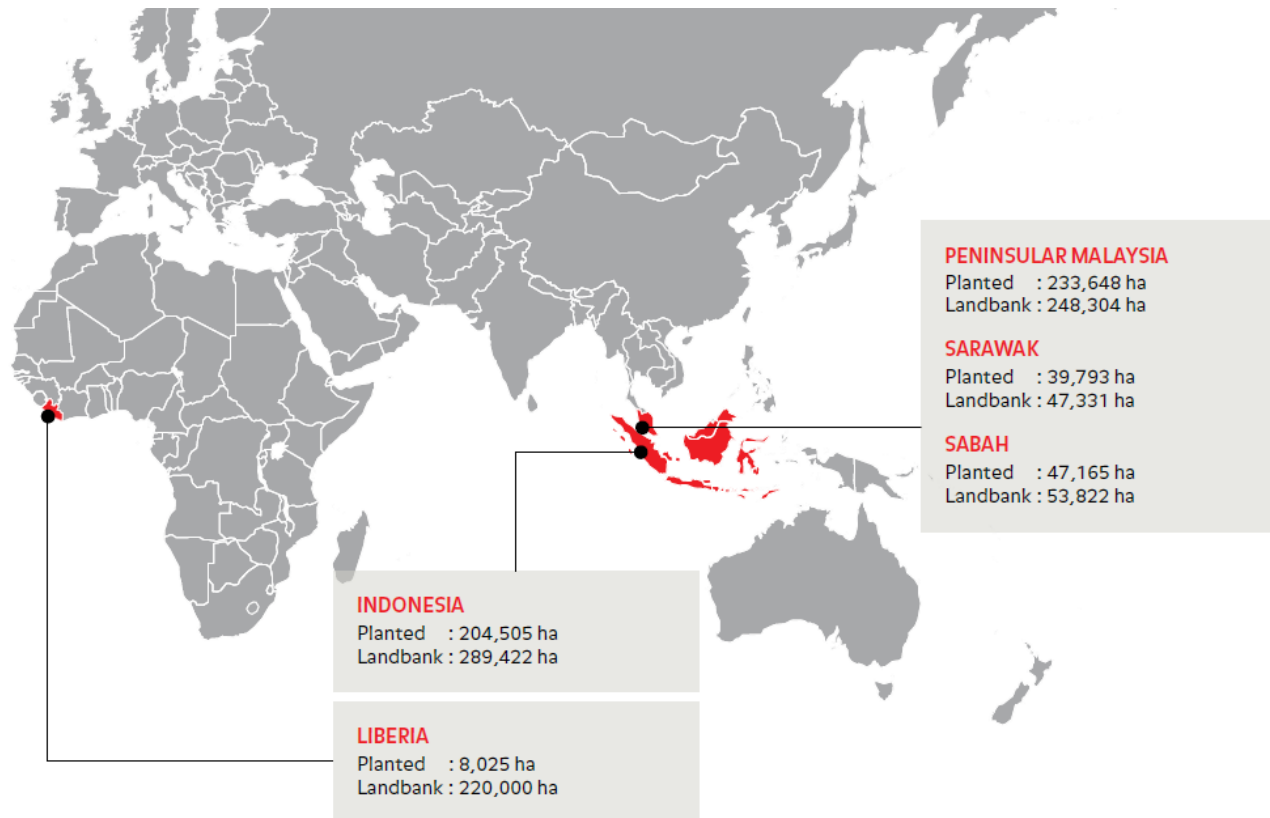 PENINSULAR MALAYSIA
Planted : 233,648 ha
Landbank : 248,304 ha
SARAWAK
Planted : 39,793 ha
Landbank : 47,331 ha
SABAH
Planted : 47,165 ha
Landbank : 53,822 ha
INDONESIA
Planted : 204,505 ha
Landbank : 289,422 ha
LIBERIA
Planted : 8,025 ha
Landbank : 220,000 ha